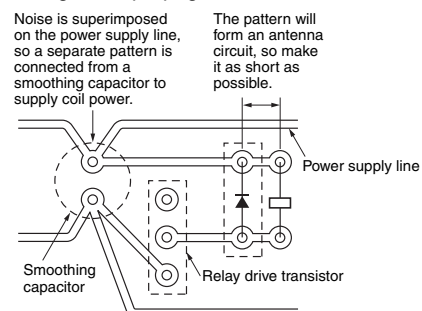 Noise is superimposed
on the power supply line,
so a separate pattern is
connected from a
smoothing capacitor to
supply coil power.
The pattern will
form an antenna
circuit, so make
it as short as
possible.
Power supply line
Smoothing
capacitor
Relay drive transistor